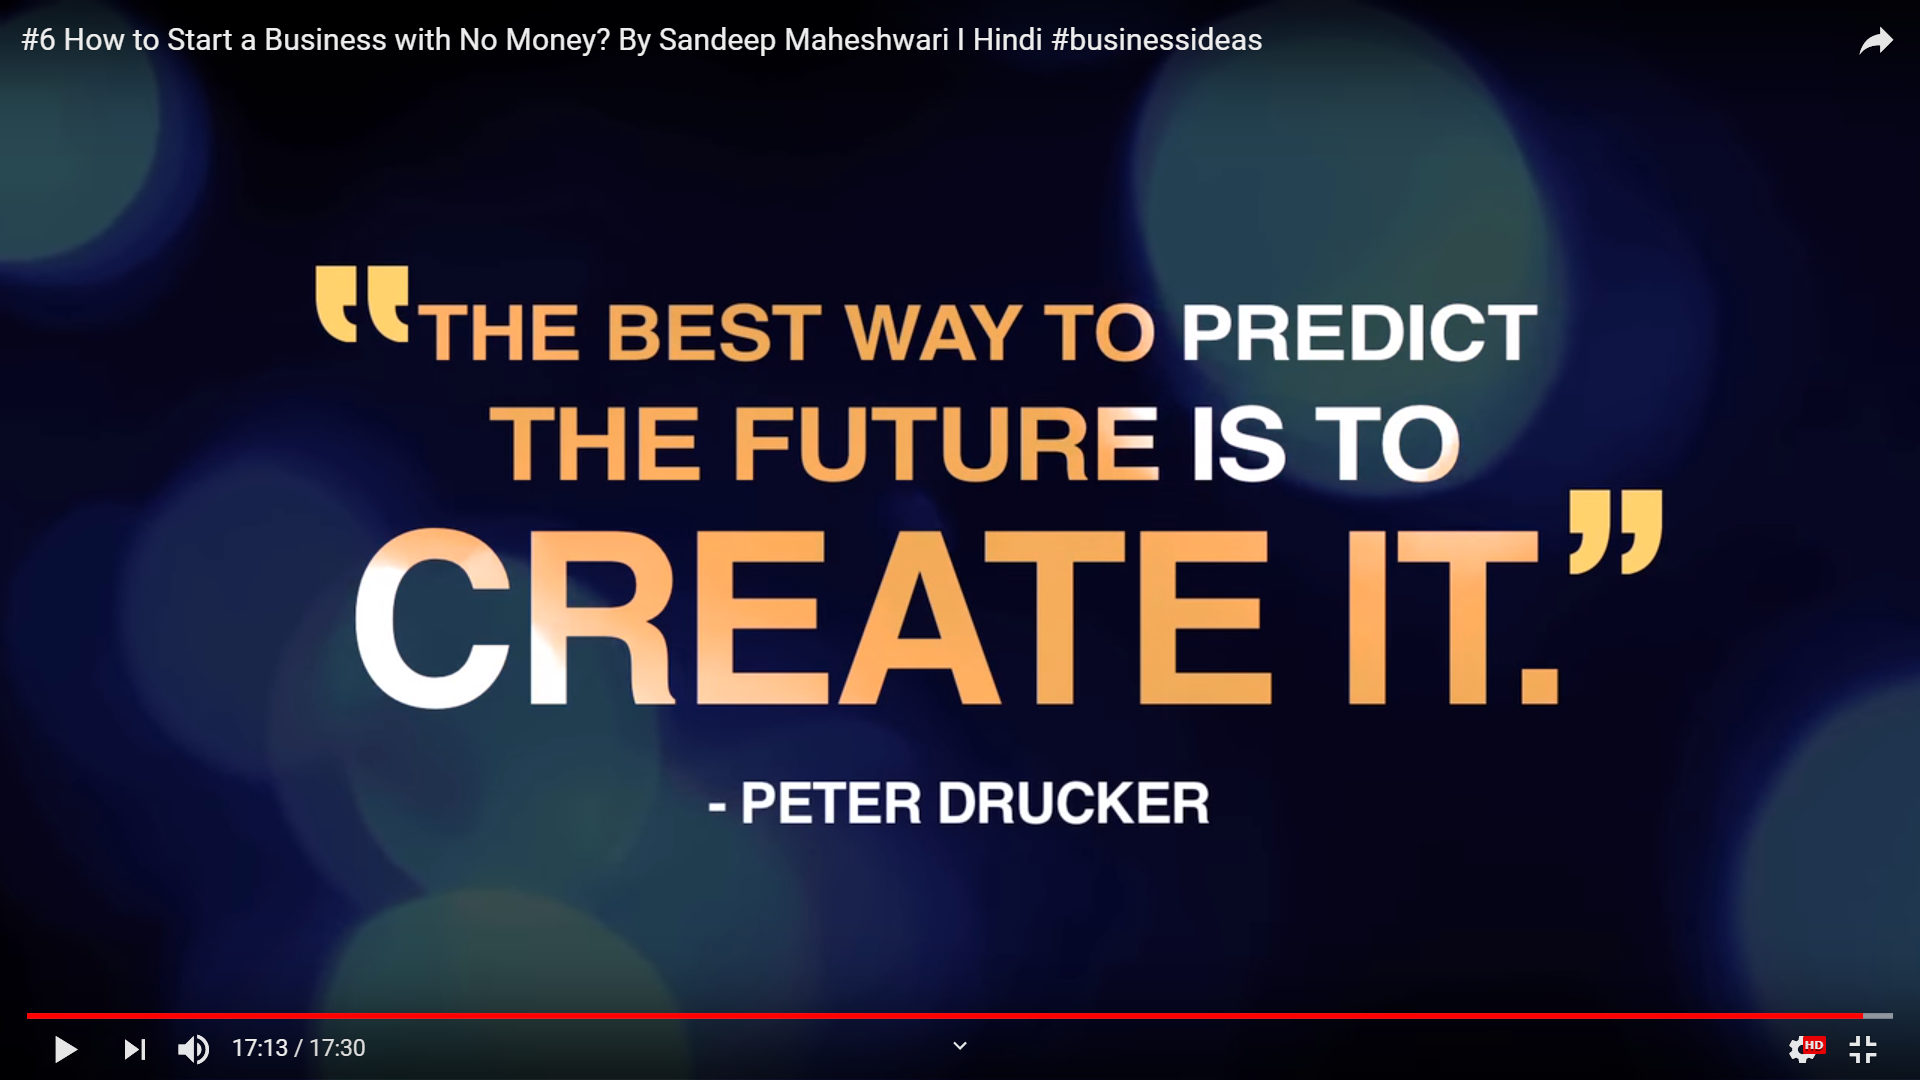 #6 How to Start a Business with No Money? By Sandeep Maheshwari I Hindi #businessideas
“THE BEST WAY TO PREDICT
THE FUTURE IS TO
CREATE IT.”
- PETER DRUCKER
17:13 / 17:30
HD